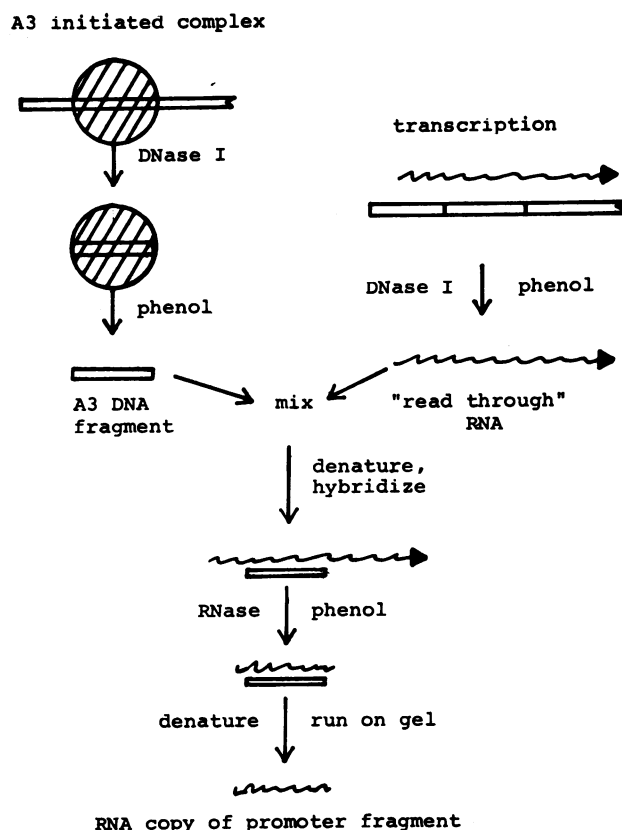 A3 initiated complex
DNase I
phenol
A3 DNA
fragment
transcription
DNase I
phenol
"read through"
RNA
mix
denature,
hybridize
RNase
phenol
denature
run on gel
RNA copy of promoter fragment